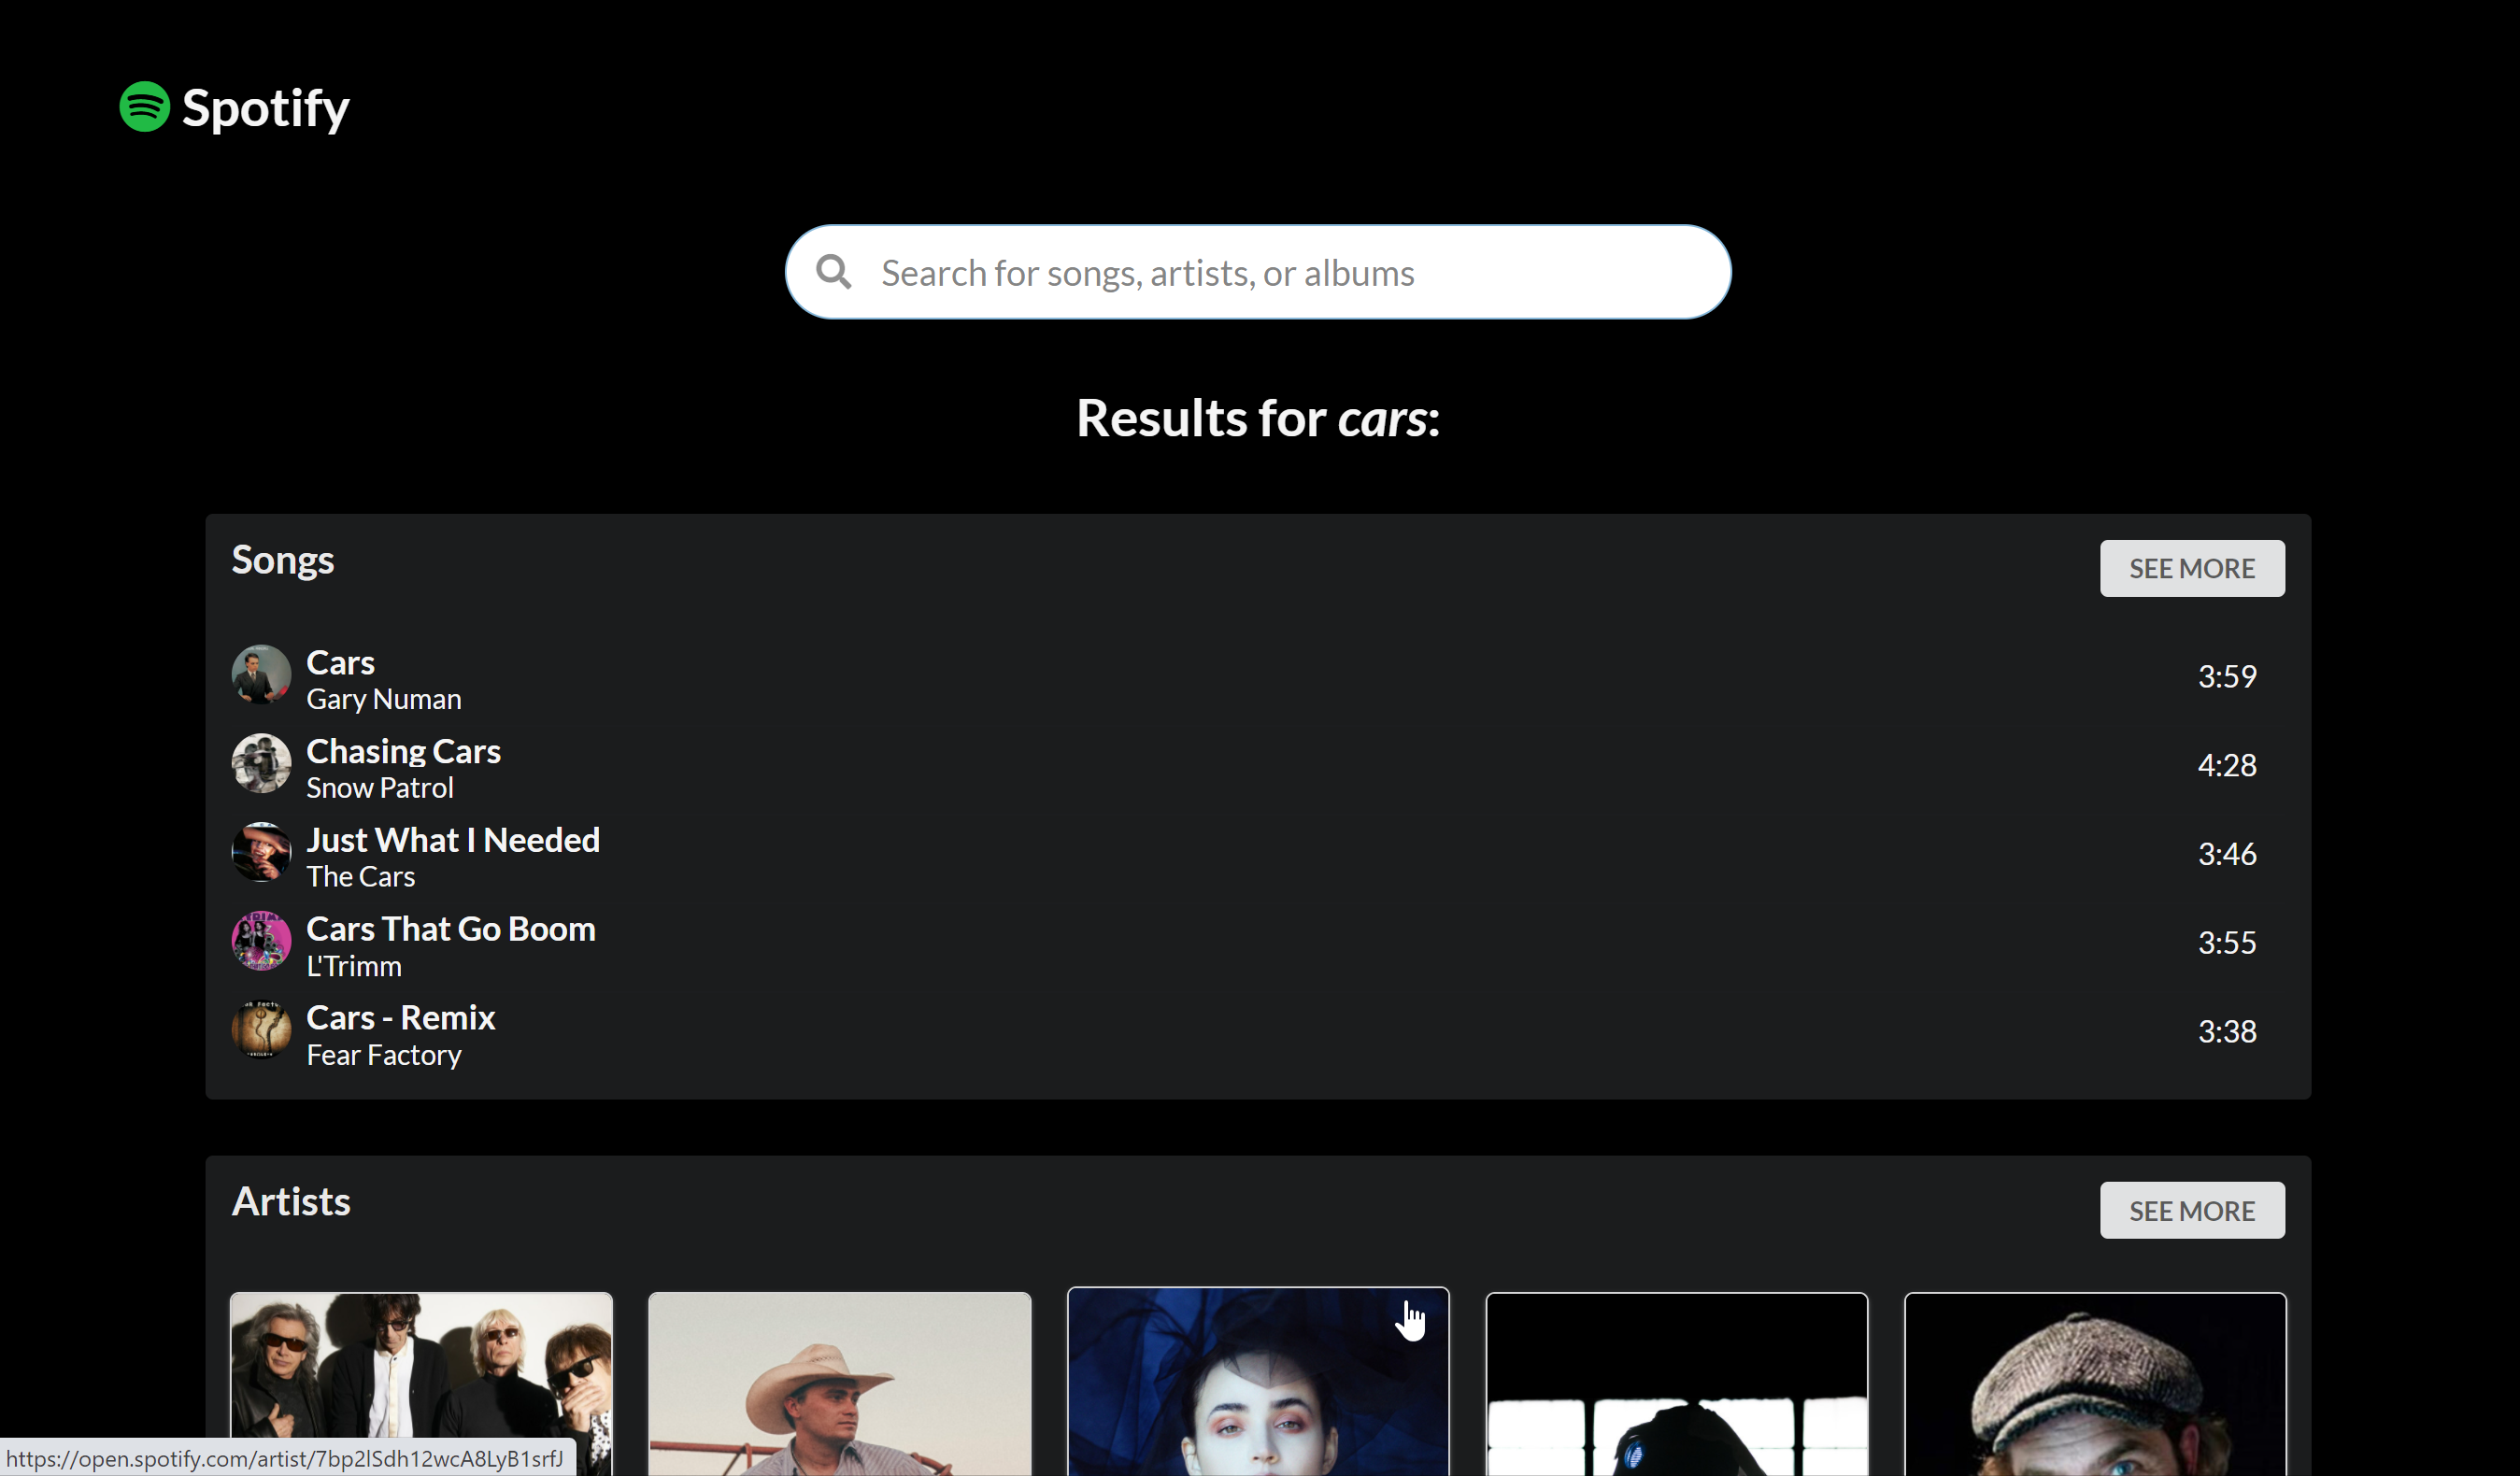 Spotify
Search for songs, artists, or albums
Results for cars:
Songs
SEE MORE
Cars
Gary Numan
3:59
Chasing Cars
Snow Patrol
4:28
Just What I Needed
The Cars
3:46
Cars That Go Boom
L'Trimm
3:55
Cars - Remix
Fear Factory
3:38
Artists
SEE MORE
https://open.spotify.com/artist/7bp2lSdh12wcA8LyB1srfJ